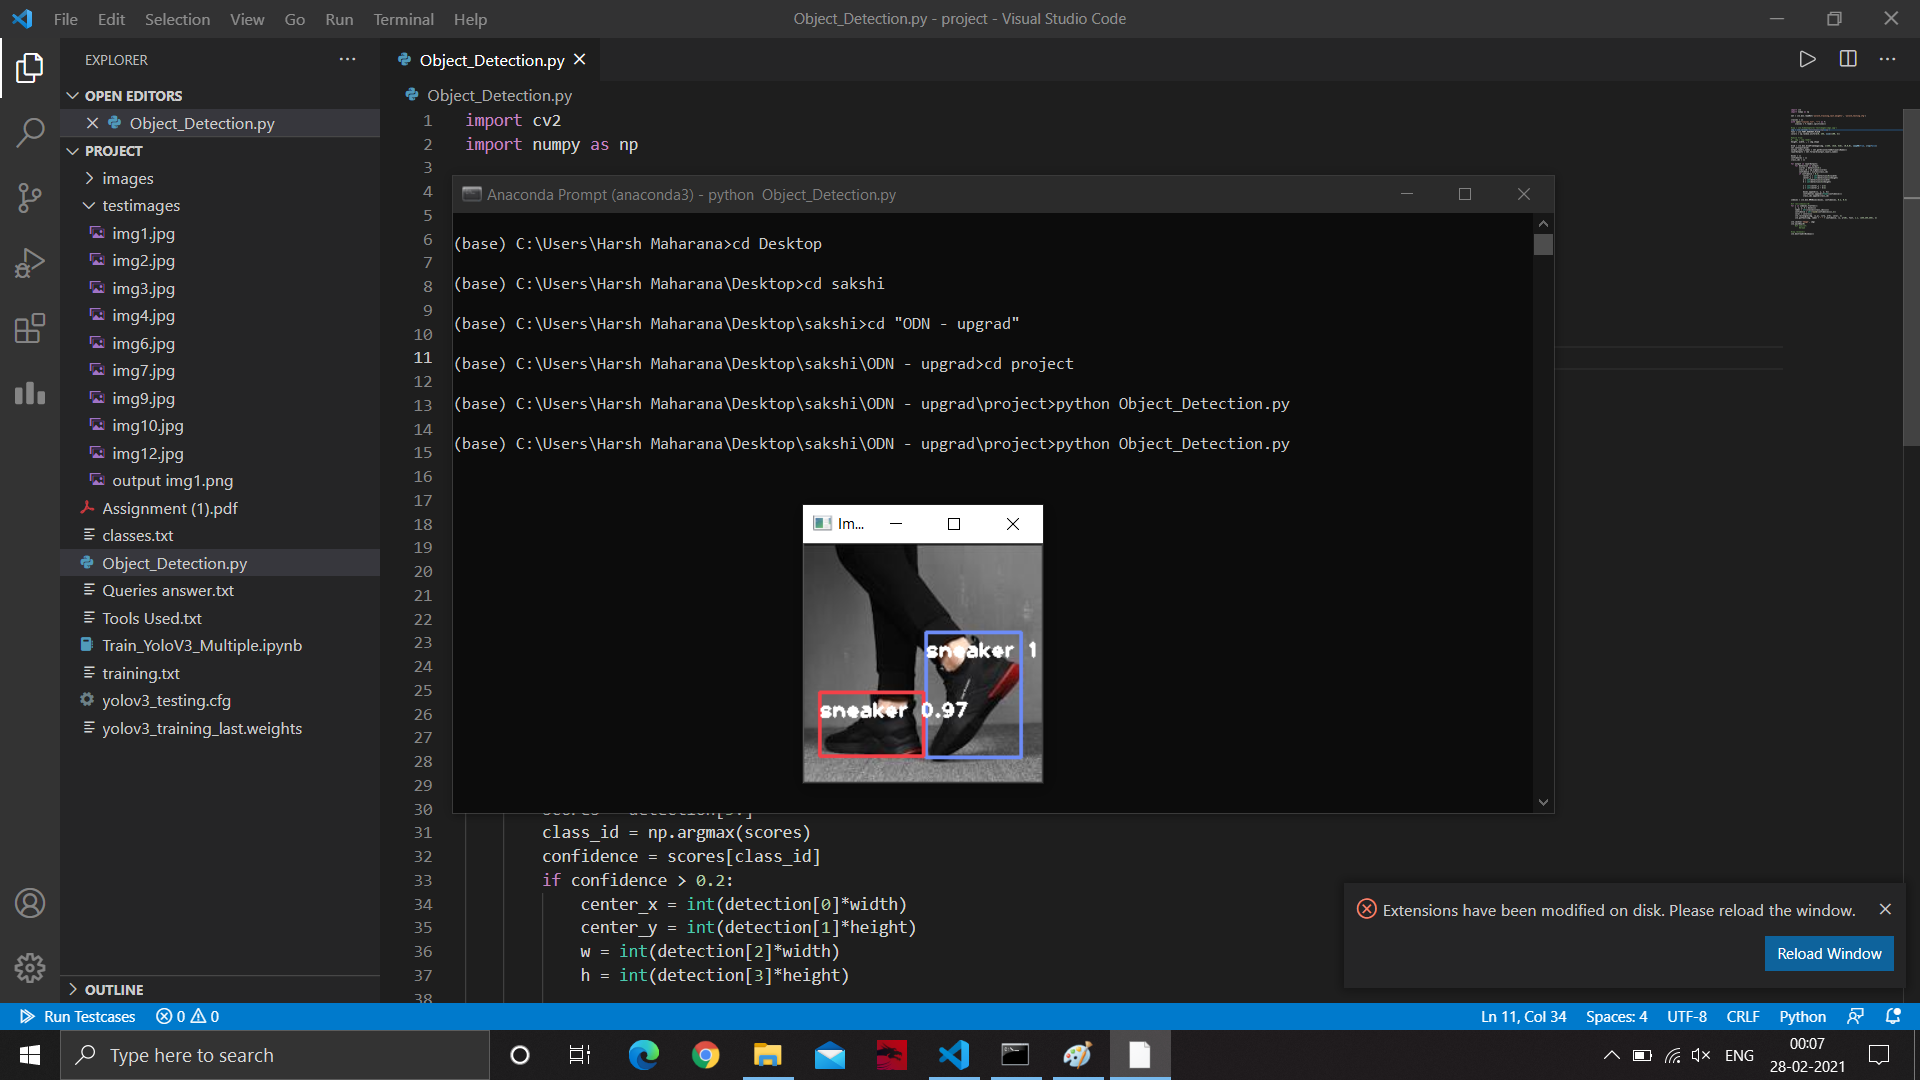 File Edit Selection View Go Run Terminal Help
Object_Detection.py - project - Visual Studio Code
EXPLORER
OPEN EDITORS
Object_Detection.py
PROJECT
images
testimages
img1.jpg
img2.jpg
img3.jpg
img4.jpg
img6.jpg
img7.jpg
img9.jpg
img10.jpg
img12.jpg
output img1.png
Assignment (1).pdf
classes.txt
Object_Detection.py
Queries answer.txt
Tools Used.txt
Train_YoloV3_Multiple.ipynb
training.txt
yolov3_testing.cfg
yolov3_training_last.weights
OUTLINE
Object_Detection.py
Object_Detection.py
1 import cv2
2 import numpy as np
3
4
5
6
7
8
9
10
11
12
13
14
15
16
17
18
19
20
21
22
23
24
25
26
27
28
29
30
31 class_id = np.argmax(scores)
32 confidence = scores[class_id]
33 if confidence > 0.2:
34 center_x = int(detection[0]*width)
35 center_y = int(detection[1]*height)
36 w = int(detection[2]*width)
37 h = int(detection[3]*height)
38
Anaconda Prompt (anaconda3) - python Object_Detection.py
(base) C:\Users\Harsh Maharana>cd Desktop
(base) C:\Users\Harsh Maharana\Desktop>cd sakshi
(base) C:\Users\Harsh Maharana\Desktop\sakshi>cd "ODN - upgrad"
(base) C:\Users\Harsh Maharana\Desktop\sakshi\ODN - upgrad>cd project
(base) C:\Users\Harsh Maharana\Desktop\sakshi\ODN - upgrad\project>python Object_Detection.py
(base) C:\Users\Harsh Maharana\Desktop\sakshi\ODN - upgrad\project>python Object_Detection.py
Im...
sneaker 1
sneaker 0.97
Extensions have been modified on disk. Please reload the window.
Reload Window
Run Testcases 0 0
Ln 11, Col 34 Spaces: 4 UTF-8 CRLF Python
Type here to search
ENG
00:07
28-02-2021